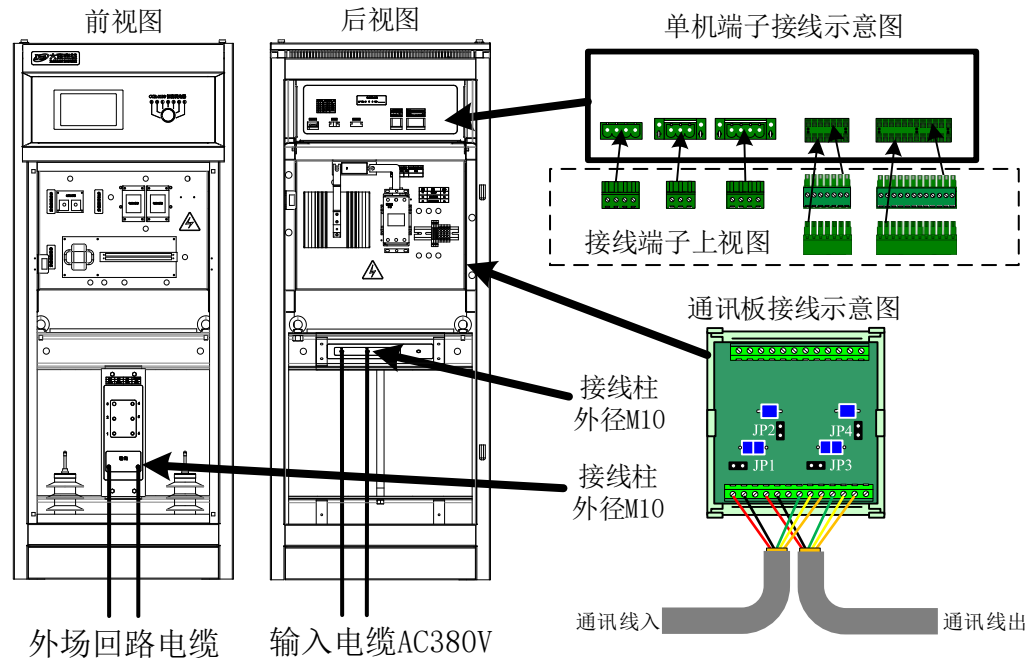 前视图
后视图
单机端子接线示意图
接线端子上视图
通讯板接线示意图
接线柱
外径M10
接线柱
外径M10
JP2
JP4
JP1
JP3
通讯线入
通讯线出
外场回路电缆
输入电缆AC380V